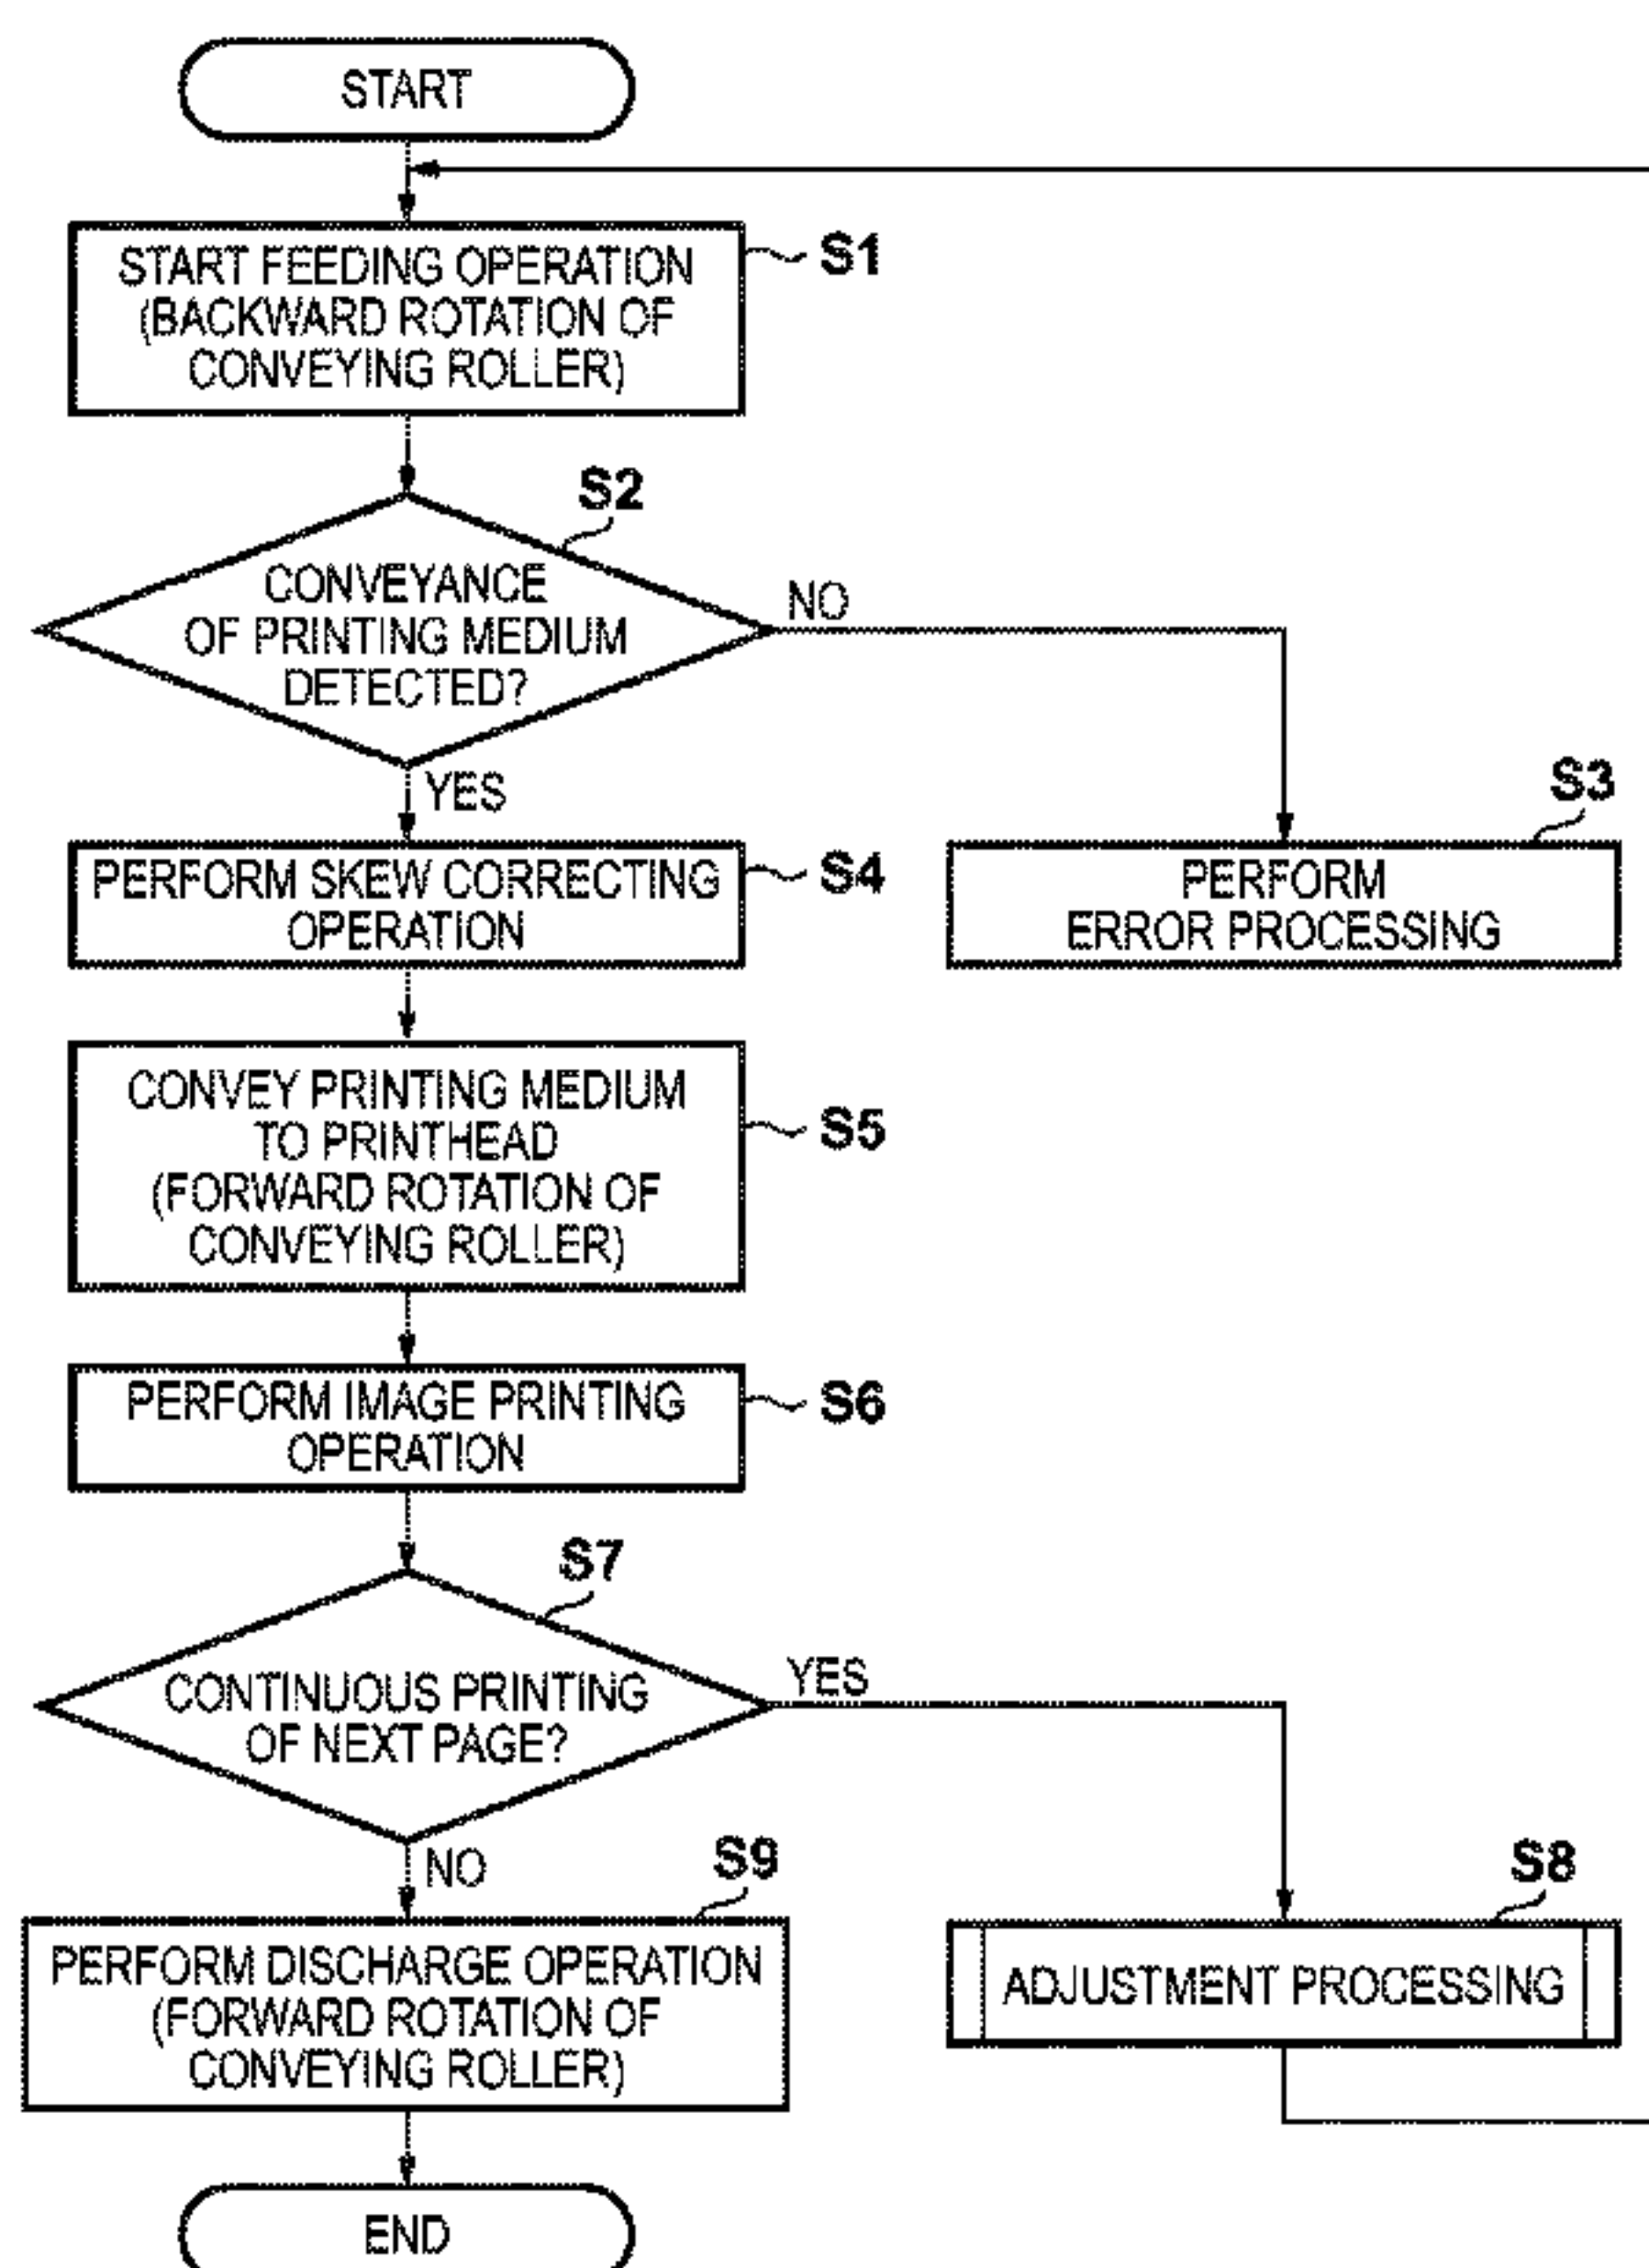 START
START FEEDING OPERATION
(BACKWARD ROTATION OF
CONVEYING ROLLER)
S1
S2
CONVEYANCE
OF PRINTING MEDIUM
DETECTED?
NO
YES
S3
PERFORM
ERROR PROCESSING
PERFORM SKEW CORRECTING
OPERATION
S4
CONVEY PRINTING MEDIUM
TO PRINTHEAD
(FORWARD ROTATION OF
CONVEYING ROLLER)
S5
PERFORM IMAGE PRINTING
OPERATION
S6
S7
CONTINUOUS PRINTING
OF NEXT PAGE?
YES
NO
S8
ADJUSTMENT PROCESSING
S9
PERFORM DISCHARGE OPERATION
(FORWARD ROTATION OF
CONVEYING ROLLER)
END